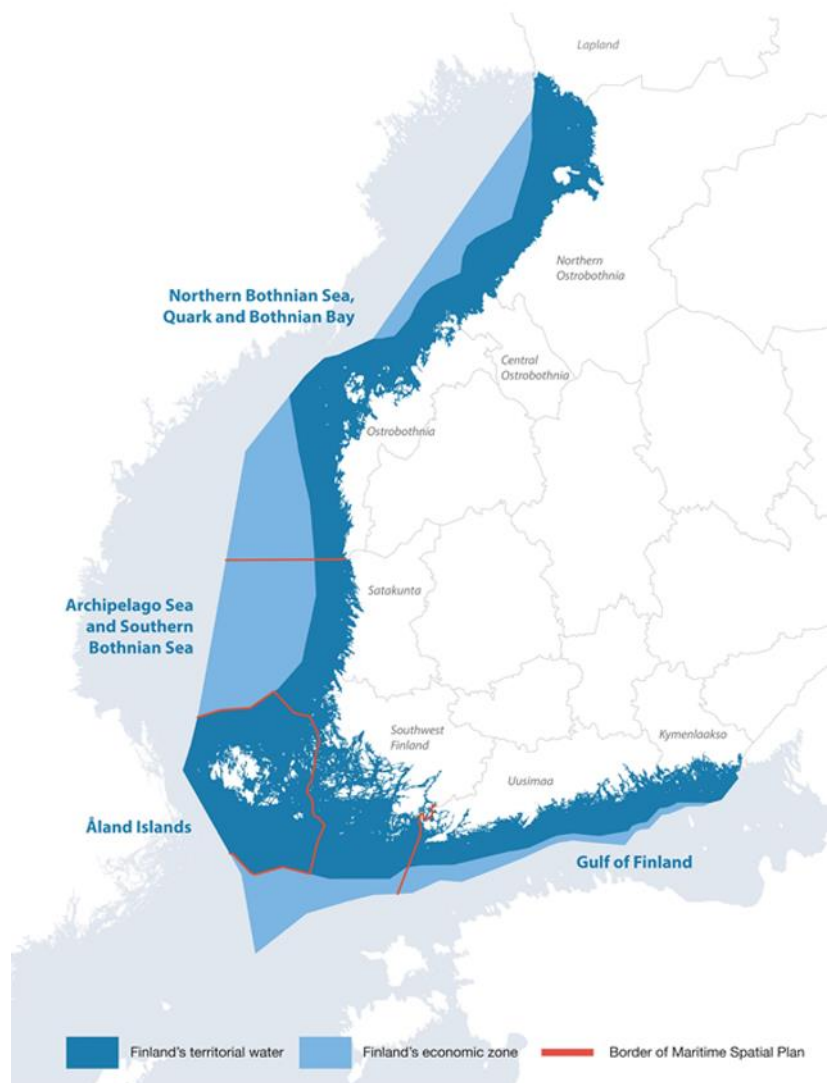 Lapland
Northern
Ostrobothnia
Northern Bothnian Sea,
Quark and Bothnian Bay
Central
Ostrobothnia
Ostrobothnia
Satakunta
Archipelago Sea
and Southern
Bothnian Sea
Southwest
Finland
Kymenlaakso
Uusimaa
Åland Islands
Gulf of Finland
Finland's territorial water
Finland's economic zone
Border of Maritime Spatial Plan